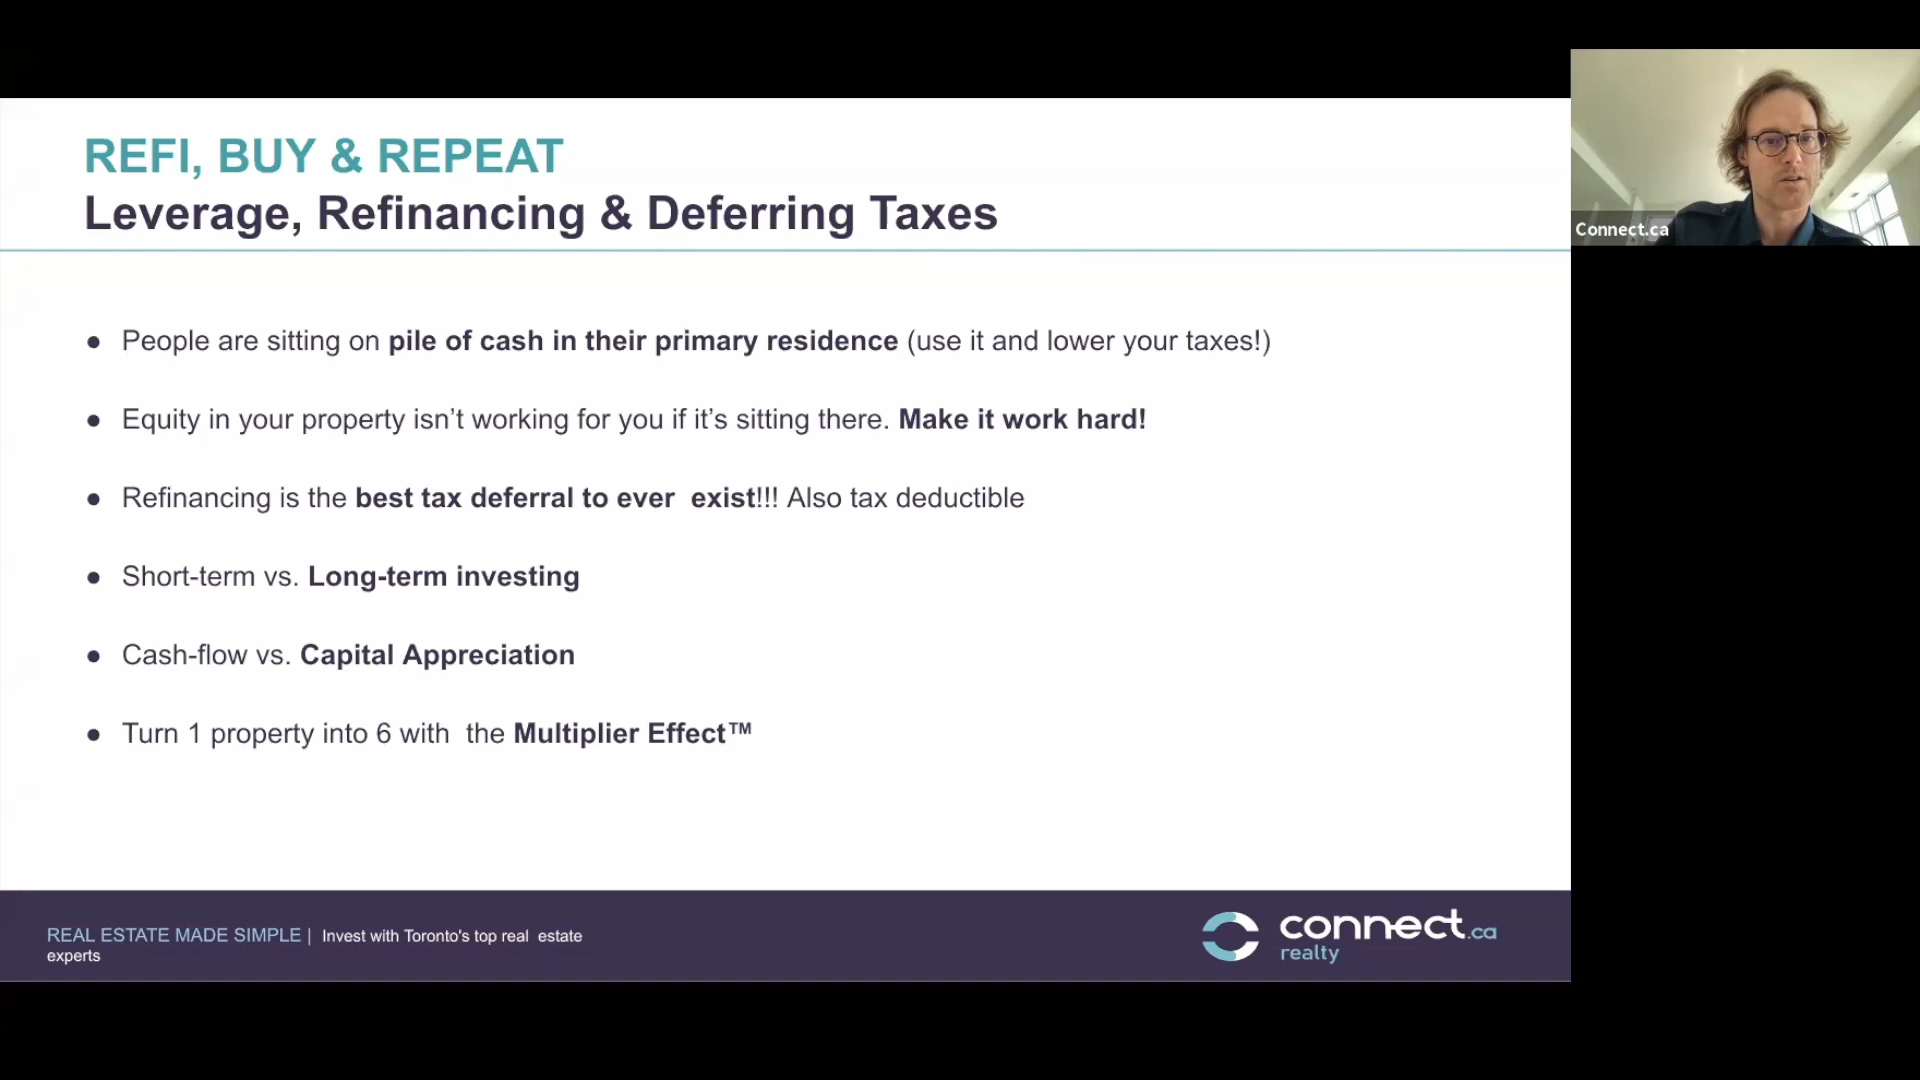 REFI, BUY & REPEAT
Leverage, Refinancing & Deferring Taxes
● People are sitting on pile of cash in their primary residence (use it and lower your taxes!)
● Equity in your property isn’t working for you if it’s sitting there. Make it work hard!
● Refinancing is the best tax deferral to ever  exist!!! Also tax deductible
● Short-term vs. Long-term investing
● Cash-flow vs. Capital Appreciation
● Turn 1 property into 6 with  the Multiplier Effect™
REAL ESTATE MADE SIMPLE | Invest with Toronto's top real  estate
experts
connect.ca
realty
Connect.ca